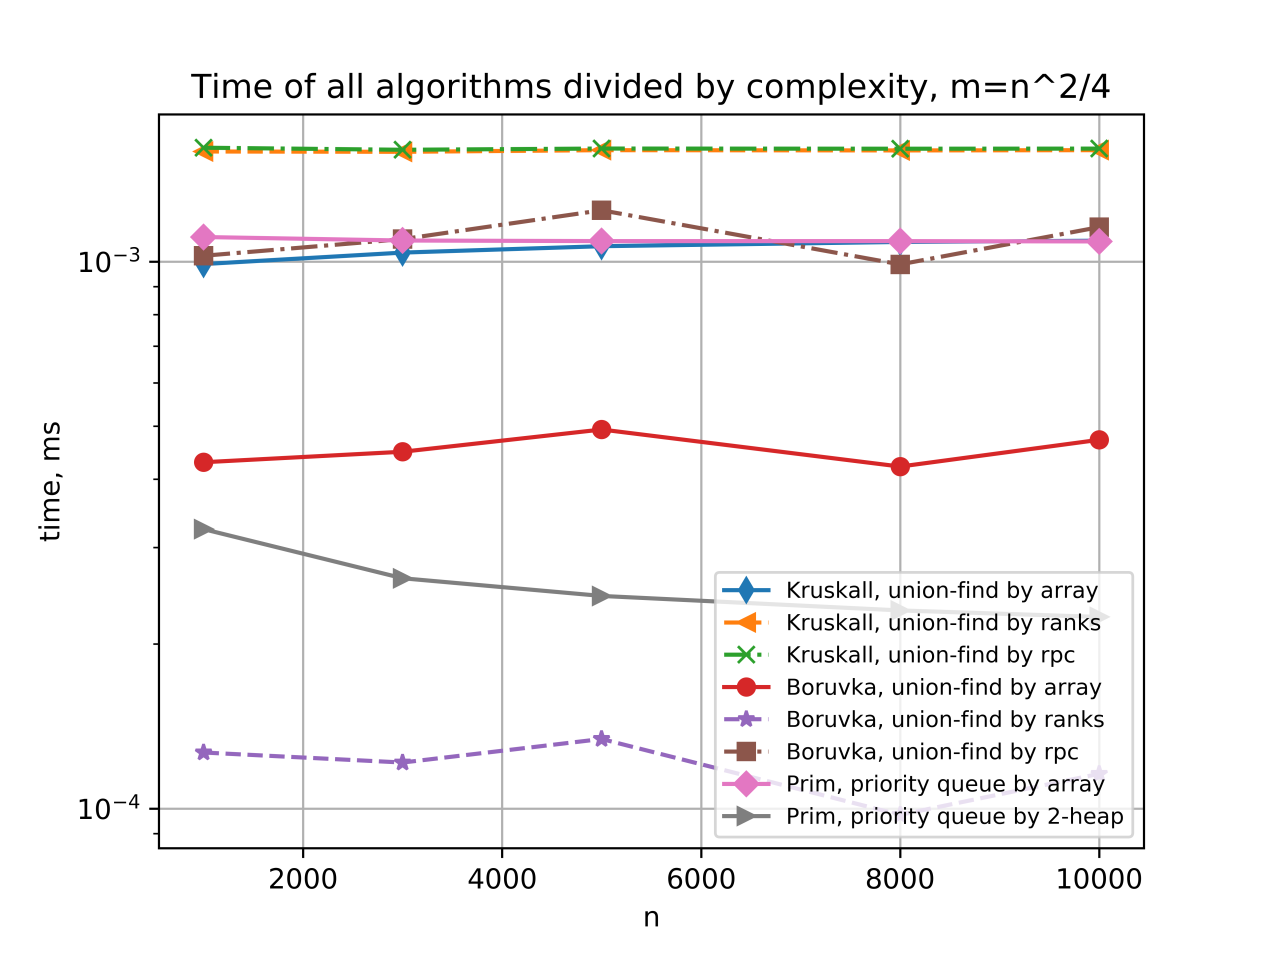 Time of all algorithms divided by complexity, m=n^2/4
time, ms
10⁻³
10⁻⁴
Kruskall, union-find by array
Kruskall, union-find by ranks
Kruskall, union-find by rpc
Boruvka, union-find by array
Boruvka, union-find by ranks
Boruvka, union-find by rpc
Prim, priority queue by array
Prim, priority queue by 2-heap
2000 4000 6000 8000 10000
n